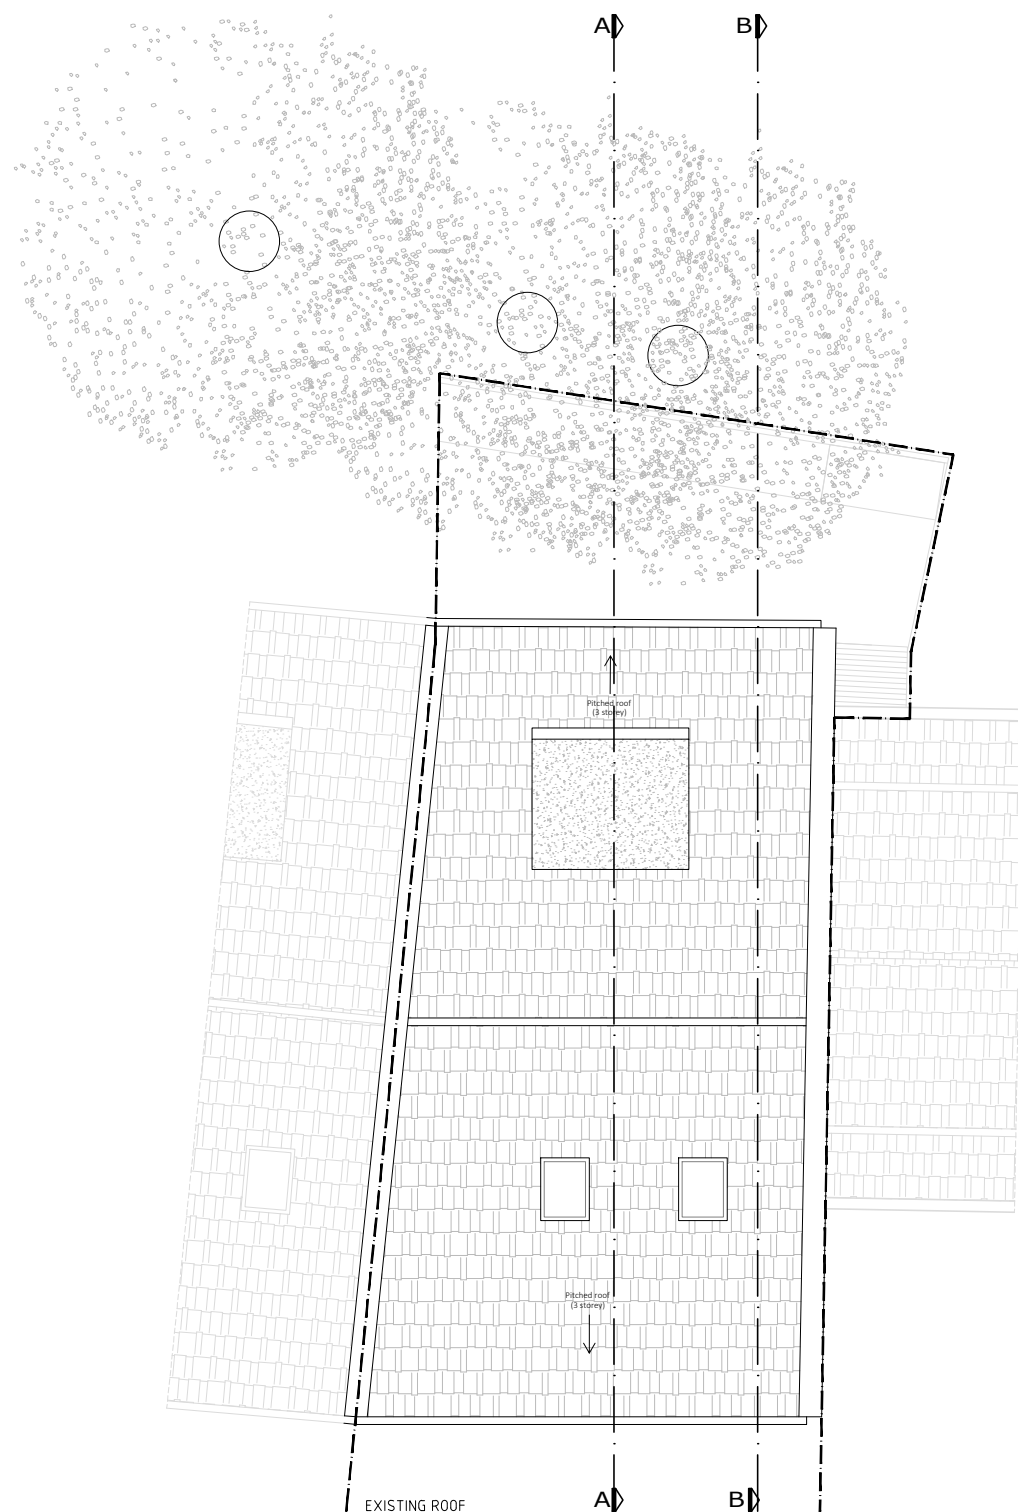 A B
Pitched roof
(3 storey)
Pitched roof
(3 storey)
A B
EXISTING ROOF